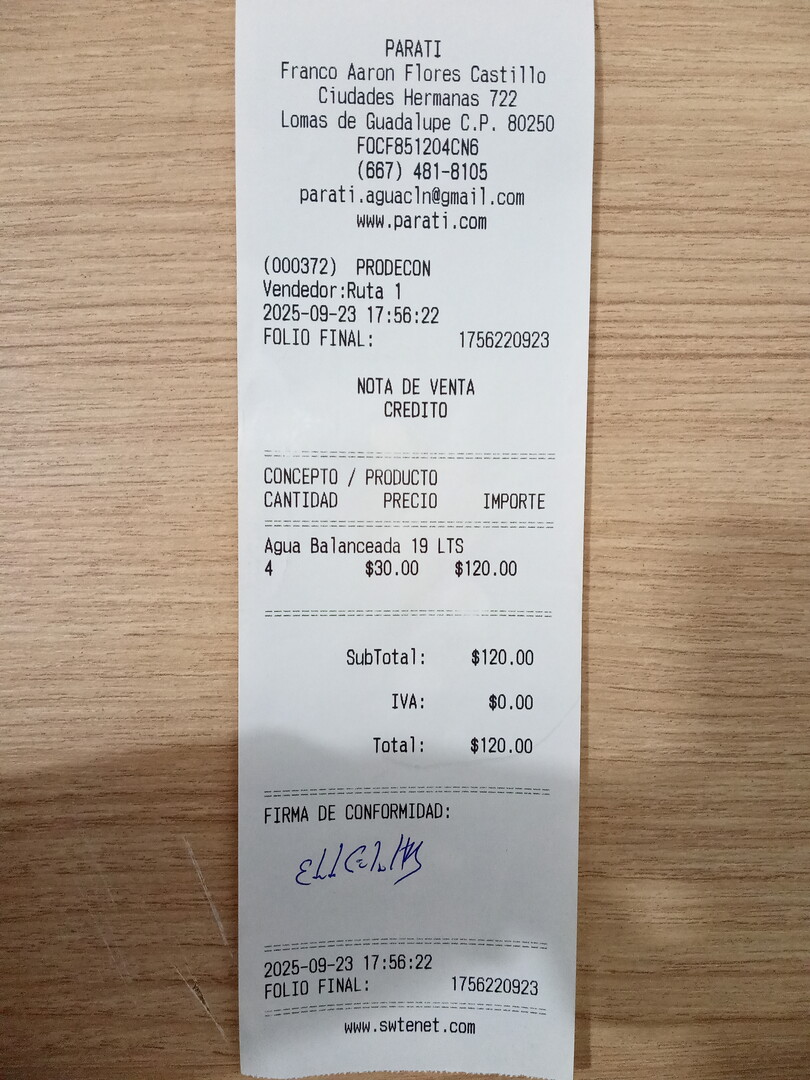 PARATI
Franco Aaron Flores Castillo
Ciudades Hermanas 722
Lomas de Guadalupe C.P. 80250
FOCF851204CN6
(667) 481-8105
parati.aguacln@gmail.com
www.parati.com
(000372) PRODECON
Vendedor:Ruta 1
2025-09-23 17:56:22
FOLIO FINAL: 1756220923
NOTA DE VENTA
CREDITO
CONCEPTO / PRODUCTO
CANTIDAD PRECIO IMPORTE
Agua Balanceada 19 LTS
4 $30.00 $120.00
SubTotal: $120.00
IVA: $0.00
Total: $120.00
FIRMA DE CONFORMIDAD:
2025-09-23 17:56:22
FOLIO FINAL: 1756220923
www.swtenet.com